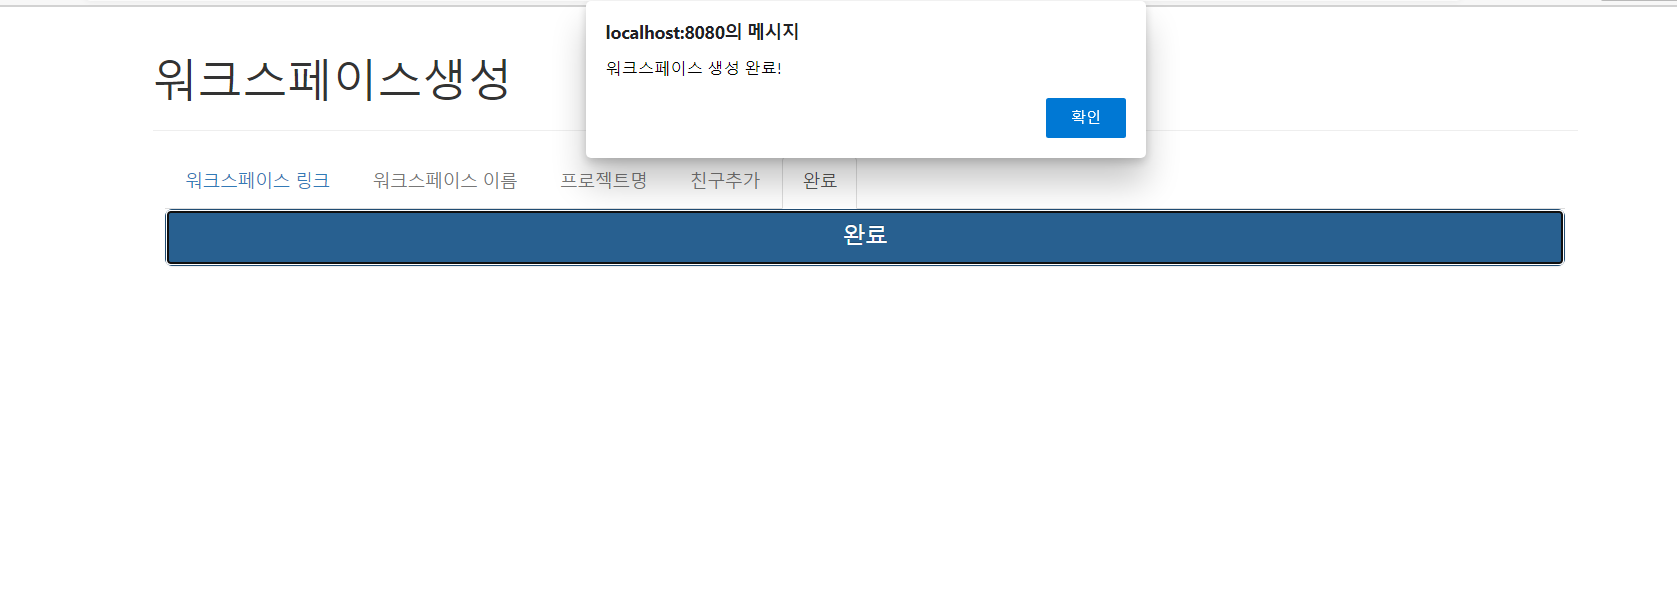 localhost:8080의 메시지
워크스페이스 생성 완료!
확인
워크스페이스생성
워크스페이스 링크 워크스페이스 이름 프로젝트명 친구추가 완료
완료